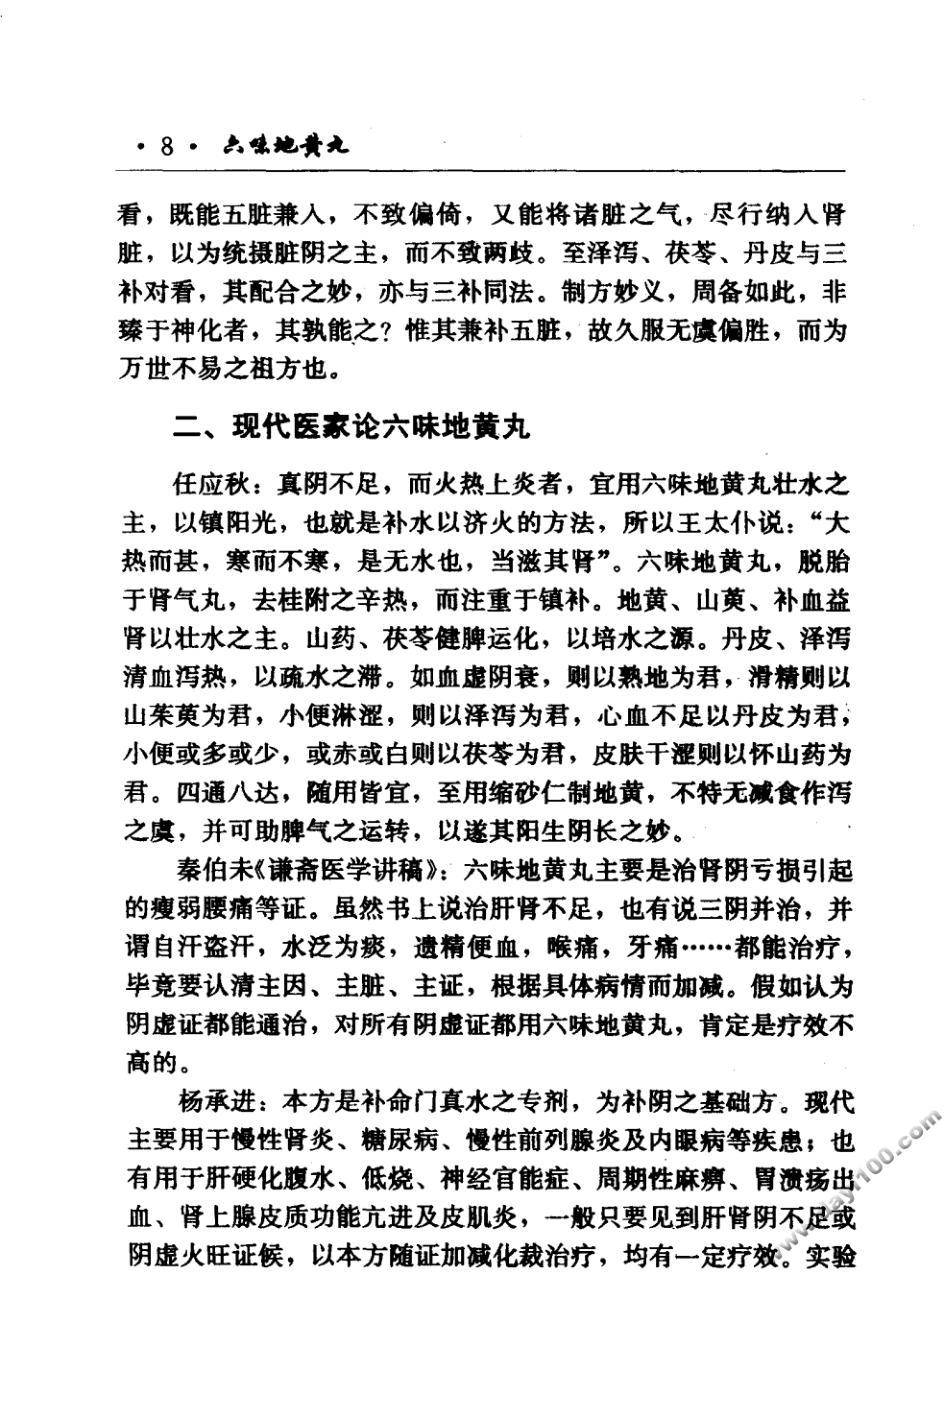 ·8· 六味地黄丸
看，既能五脏兼入，不致偏倚，又能将诸脏之气，尽行纳入肾
脏，以为统摄脏阴之主，而不致两歧。至泽泻、茯苓、丹皮与三
补对看，其配合之妙，亦与三补同法。制方妙义，周备如此，非
臻于神化者，其孰能之？惟其兼补五脏，故久服无虞偏胜，而为
万世不易之祖方也。
二、现代医家论六味地黄丸
任应秋：真阴不足，而火热上炎者，宜用六味地黄丸壮水之
主，以镇阳光，也就是补水以济火的方法，所以王太仆说：“大
热而甚，寒而不寒，是无水也，当滋其肾”。六味地黄丸，脱胎
于肾气丸，去桂附之辛热，而注重于镇补。地黄、山萸、补血益
肾以壮水之主。山药、茯苓健脾运化，以培水之源。丹皮、泽泻
清血泻热，以疏水之滞。如血虚阴衰，则以熟地为君，滑精则以
山茱萸为君，小便淋涩，则以泽泻为君，心血不足以丹皮为君；
小便或多或少，或赤或白则以茯苓为君，皮肤干涩则以怀山药为
君。四通八达，随用皆宜，至用缩砂仁制地黄，不特无减食作泻
之虞，并可助脾气之运转，以遂其阳生阴长之妙。
秦伯未《谦斋医学讲稿》：六味地黄丸主要是治肾阴亏损引起
的瘦弱腰痛等证。虽然书上说治肝肾不足，也有说三阴并治，并
谓自汗盗汗，水泛为痰，遗精便血，喉痛，牙痛……都能治疗，
毕竟要认清主因、主脏、主证，根据具体病情而加减。假如认为
阴虚证都能通治，对所有阴虚证都用六味地黄丸，肯定是疗效不
高的。
杨承进：本方是补命门真水之专剂，为补阴之基础方。现代
主要用于慢性肾炎、糖尿病、慢性前列腺炎及内眼病等疾患；也
有用于肝硬化腹水、低烧、神经官能症、周期性麻痹、胃溃疡出
血、肾上腺皮质功能亢进及皮肌炎，一般只要见到肝肾阴不足或
阴虚火旺证候，以本方随证加减化裁治疗，均有一定疗效。实验